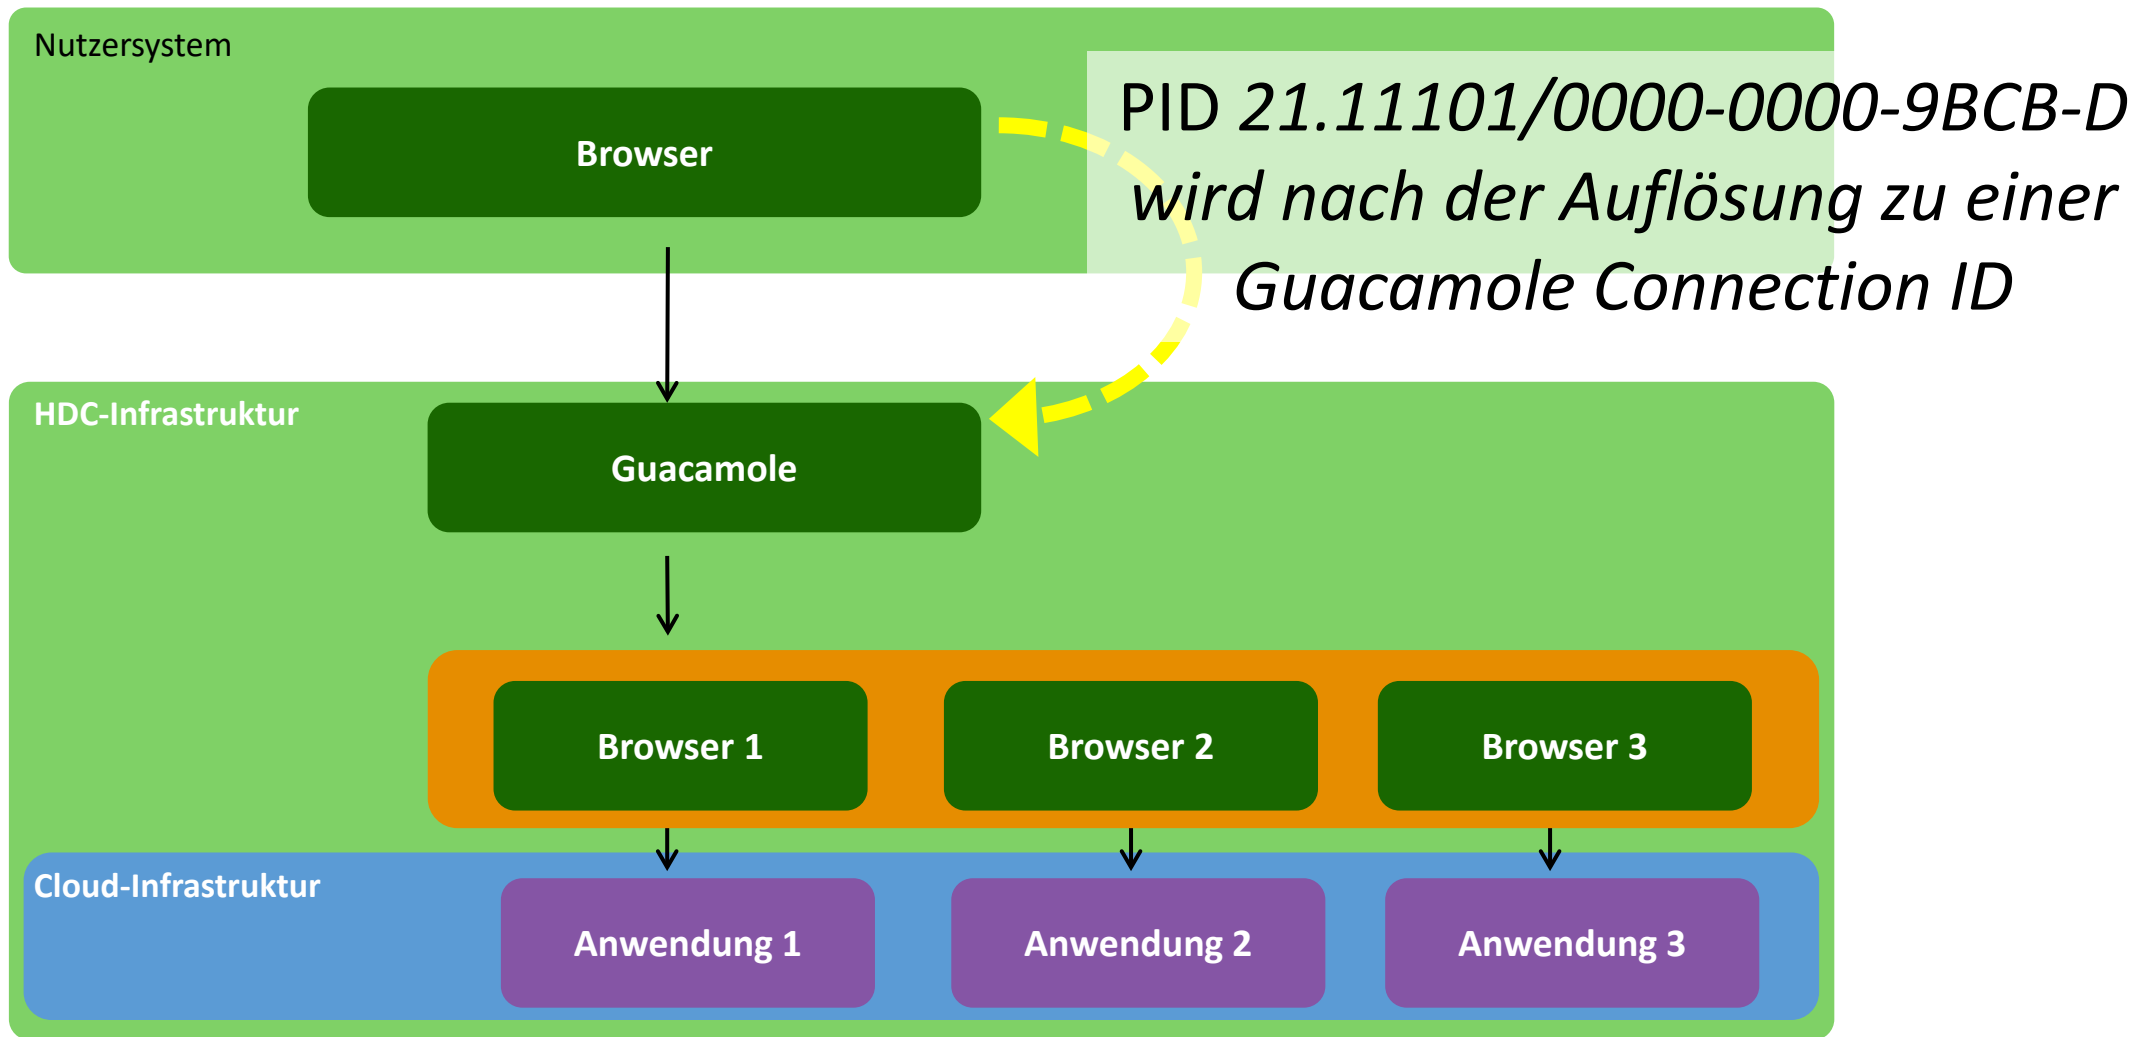 Nutzersystem
Browser
PID 21.11101/0000-0000-9BCB-D
wird nach der Auflösung zu einer
Guacamole Connection ID
HDC-Infrastruktur
Guacamole
Browser 1
Browser 2
Browser 3
Cloud-Infrastruktur
Anwendung 1
Anwendung 2
Anwendung 3